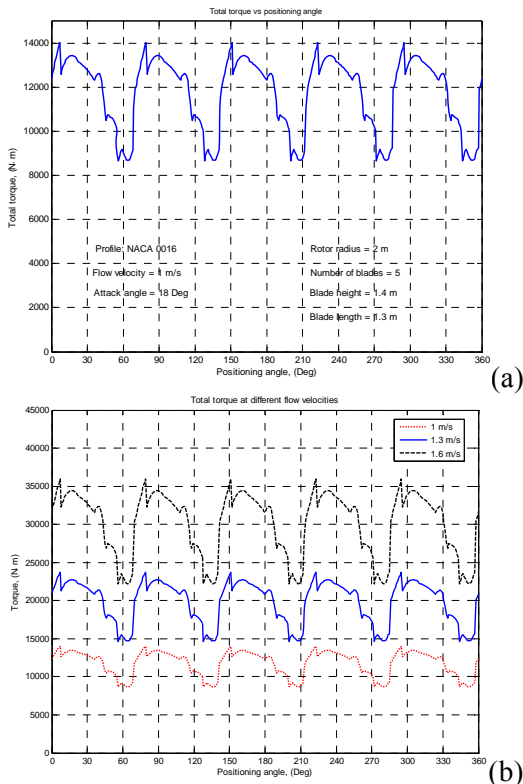 Total torque vs positioning angle
14000
12000
10000
8000
6000
4000
2000
0
Total torque, (N m)
Profile: NACA 0016
Flow velocity = 1 m/s
Attack angle = 18 Deg
Rotor radius = 2 m
Number of blades = 5
Blade height = 1.4 m
Blade length = 1.3 m
0 30 60 90 120 150 180 210 240 270 300 330 360
Positioning angle, (Deg)
(a)
Total torque at different flow velocities
45000
40000
35000
30000
25000
20000
15000
10000
5000
0
Torque, (N m)
1 m/s
1.3 m/s
1.6 m/s
0 30 60 90 120 150 180 210 240 270 300 330 360
Positioning angle, (Deg)
(b)